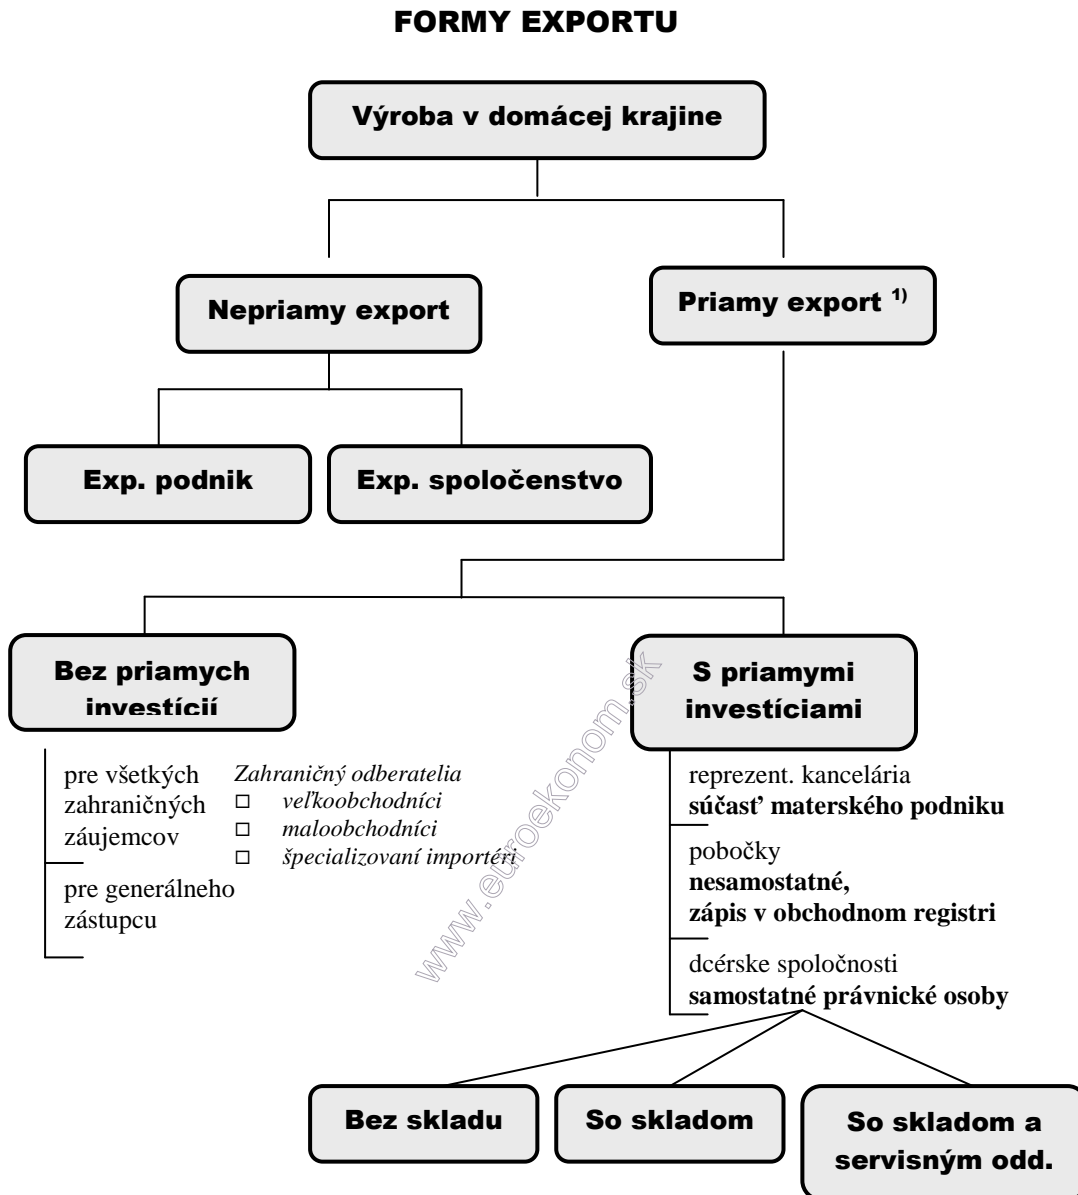 FORMY EXPORTU
Výroba v domácej krajine
Nepriamy export
Priamy export 1)
Exp. podnik
Exp. spoločenstvo
Bez priamych
investícií
S priamymi
investíciami
pre všetkých
zahraničných
záujemcov
pre generálneho
zástupcu
Zahraničný odberatelia
□ veľkoobchodníci
□ maloobchodníci
□ špecializovaní importéri
reprezent. kancelária
súčasť materského podniku
pobočky
nesamostatné,
zápis v obchodnom registri
dcérske spoločnosti
samostatné právnické osoby
www.euroekonom.sk
Bez skladu
So skladom
So skladom a
servisným odd.